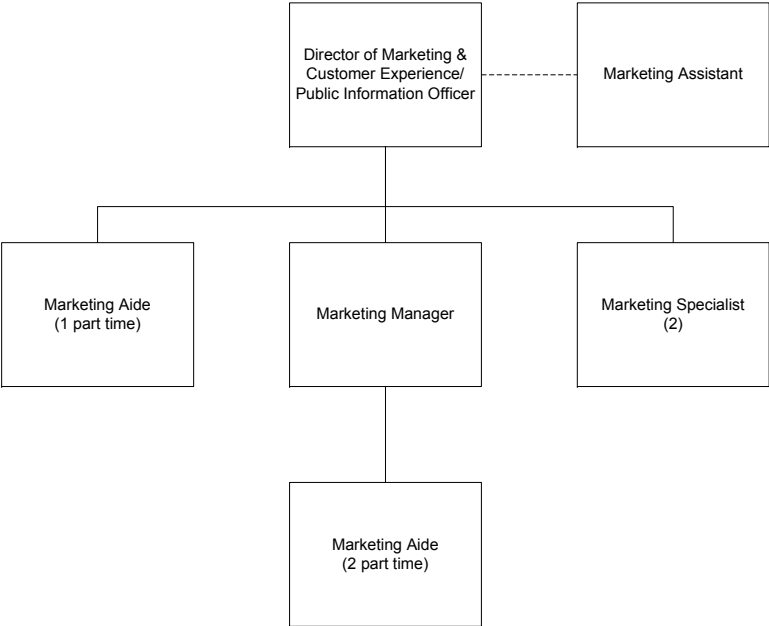 Director of Marketing &
Customer Experience/
Public Information Officer
Marketing Assistant
Marketing Aide
(1 part time)
Marketing Manager
Marketing Specialist
(2)
Marketing Aide
(2 part time)